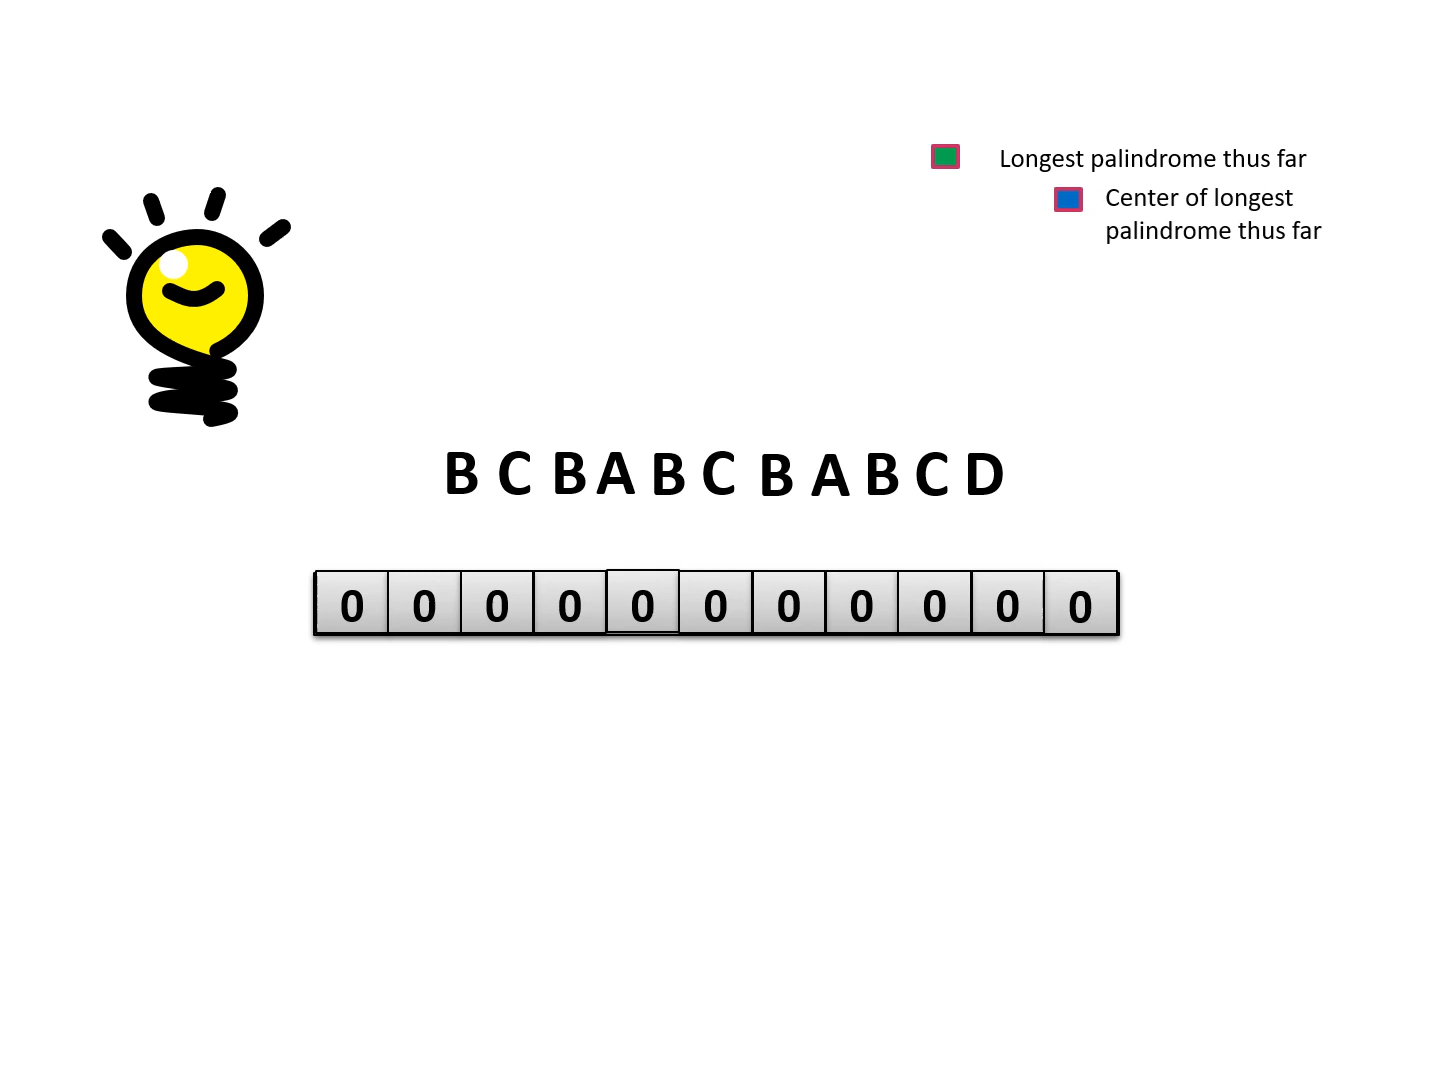 Longest palindrome thus far
Center of longest
palindrome thus far
B C B A B C B A B C D
0 0 0 0 0 0 0 0 0 0 0